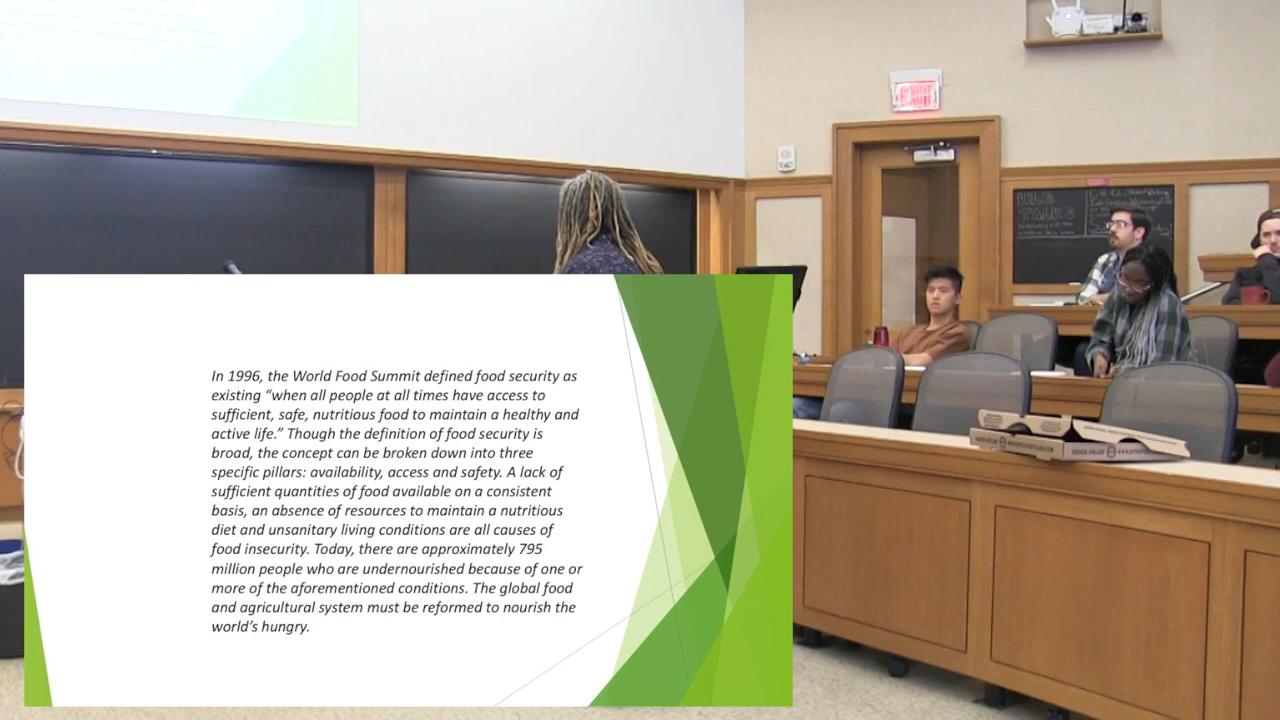 EXIT
HLS
TALKS
In 1996, the World Food Summit defined food security as
existing “when all people at all times have access to
sufficient, safe, nutritious food to maintain a healthy and
active life.” Though the definition of food security is
broad, the concept can be broken down into three
specific pillars: availability, access and safety. A lack of
sufficient quantities of food available on a consistent
basis, an absence of resources to maintain a nutritious
diet and unsanitary living conditions are all causes of
food insecurity. Today, there are approximately 795
million people who are undernourished because of one or
more of the aforementioned conditions. The global food
and agricultural system must be reformed to nourish the
world’s hungry.